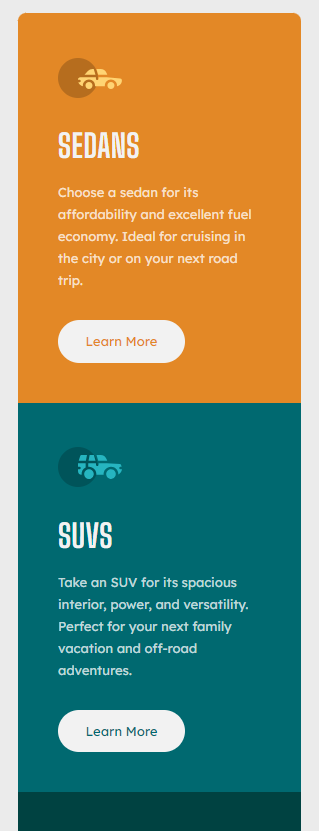 SEDANS
Choose a sedan for its
affordability and excellent fuel
economy. Ideal for cruising in
the city or on your next road
trip.
Learn More
SUVS
Take an SUV for its spacious
interior, power, and versatility.
Perfect for your next family
vacation and off-road
adventures.
Learn More